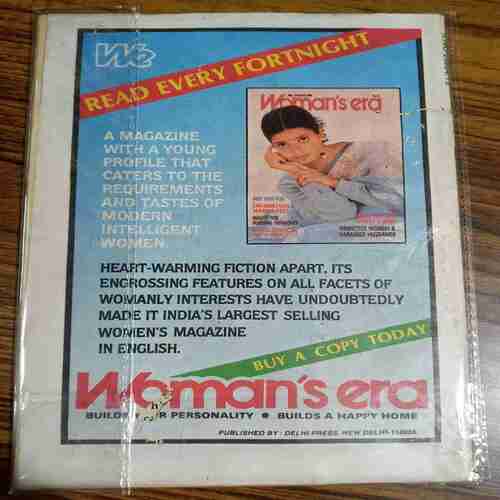 We
READ EVERY FORTNIGHT
Woman's era
A MAGAZINE
WITH A YOUNG
PROFILE THAT
CATERS TO THE
REQUIREMENTS
AND TASTES OF
MODERN
INTELLIGENT
WOMEN.
HEART-WARMING FICTION APART, ITS
ENGROSSING FEATURES ON ALL FACETS OF
WOMANLY INTERESTS HAVE UNDOUBTEDLY
MADE IT INDIA'S LARGEST SELLING
WOMEN'S MAGAZINE
IN ENGLISH.
BUY A COPY TODAY
Woman's era
PERSONALITY • BUILDS A HAPPY HOME
PUBLISHED BY: DELHI PRESS, NEW DELHI-